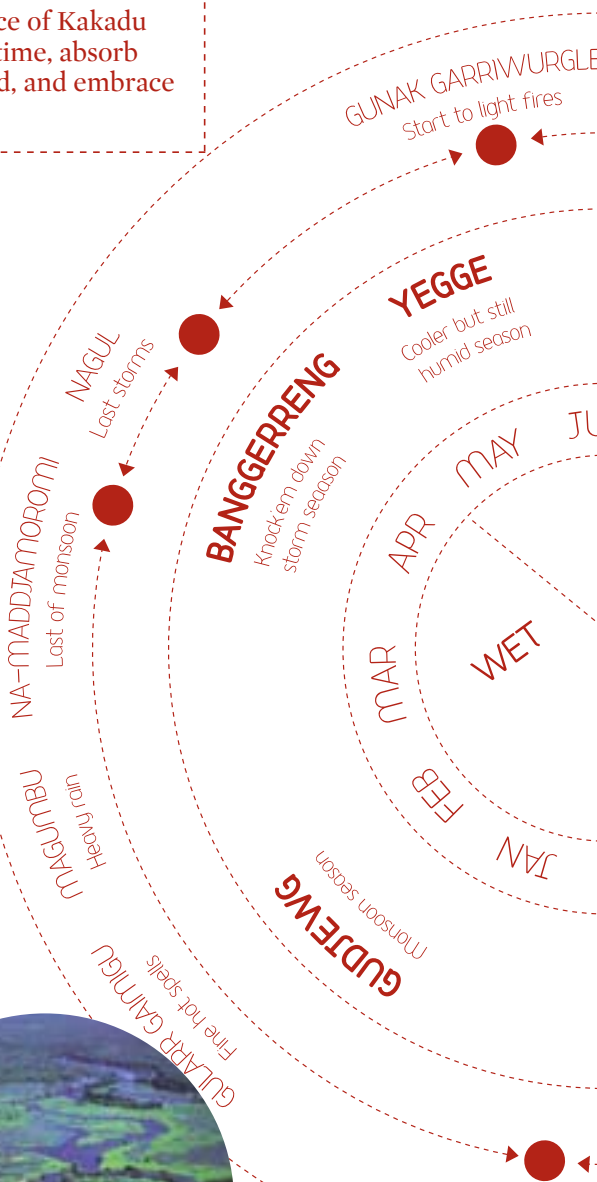 ce of Kakadu
time, absorb
d, and embrace
GUNAK GARRIWURGLE
Start to light fires
YEGGE
Cooler but still
humid season
NAGUL
Last storms
BANGGERRENG
Knock 'em down
storm seaason
NA-MADDJAMOROMI
Last of monsoon
MAGUMBU
Heavy rain
GULARR GAIMIGU
Fine hot spells
GUDJEWG
Monsoon season
JU
MAY
APR
MAR
FEB
JAN
WET